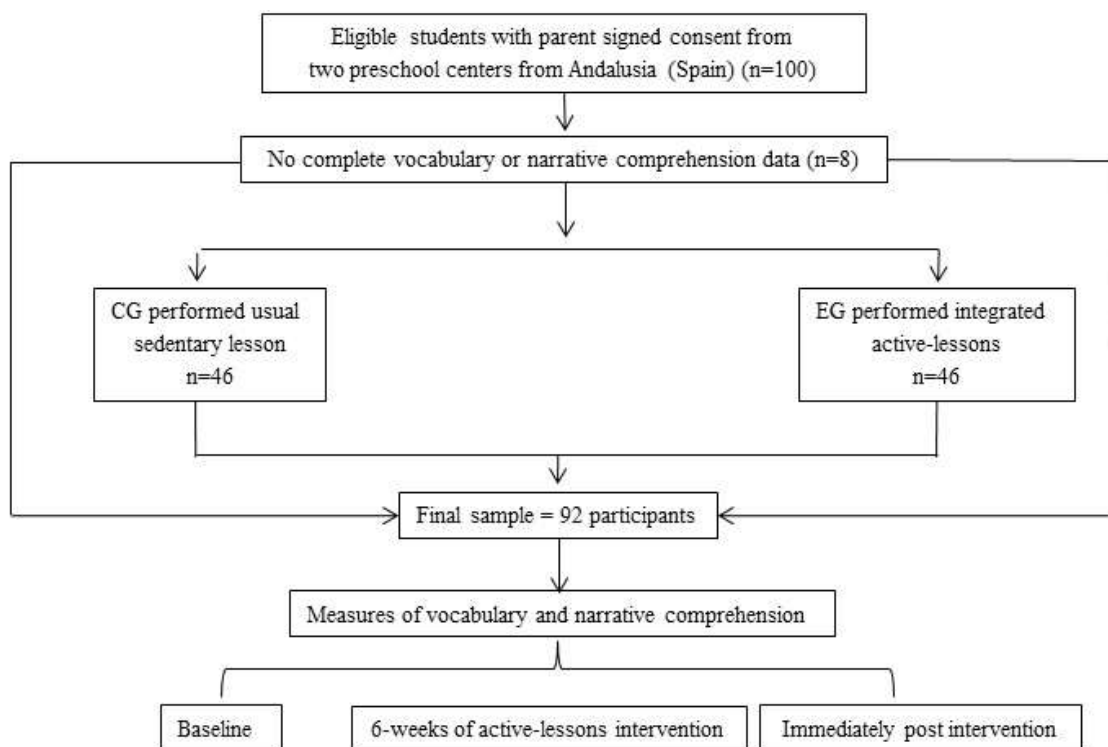 Eligible students with parent signed consent from
two preschool centers from Andalusia (Spain) (n=100)
No complete vocabulary or narrative comprehension data (n=8)
CG performed usual
sedentary lesson
n=46
EG performed integrated
active-lessons
n=46
Final sample = 92 participants
Measures of vocabulary and narrative comprehension
Baseline
6-weeks of active-lessons intervention
Immediately post intervention